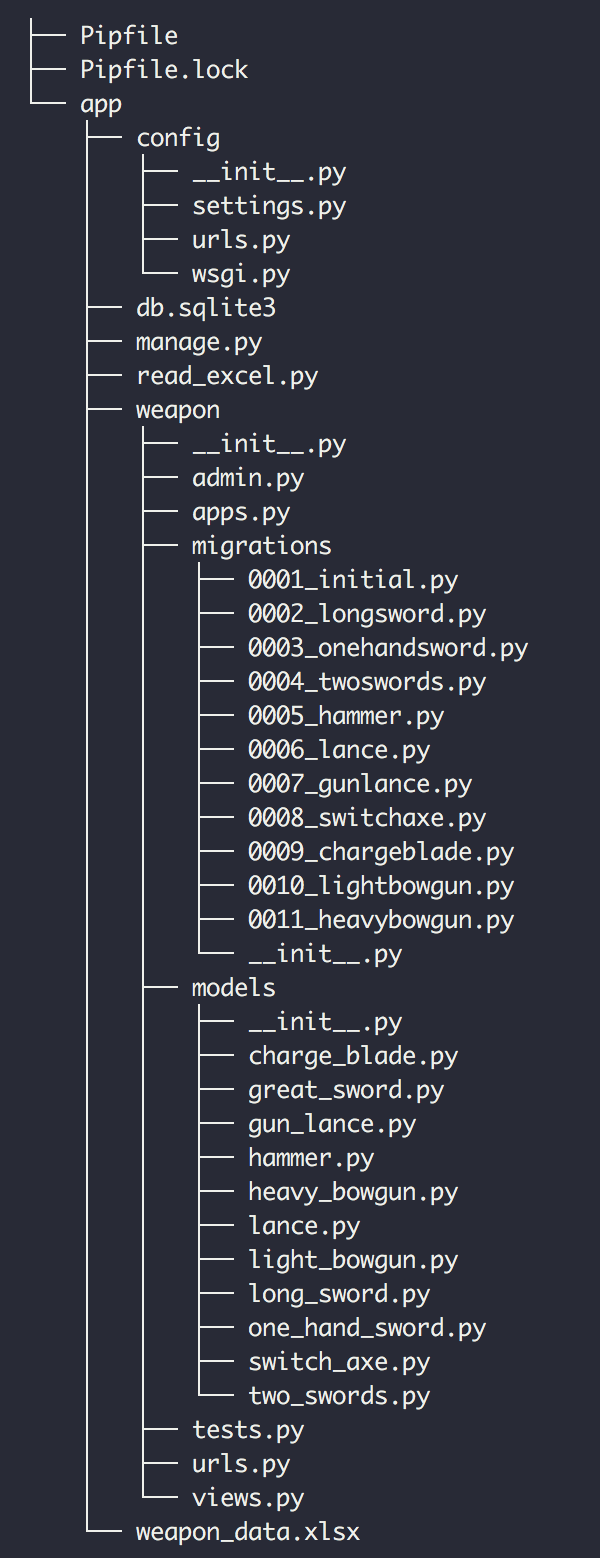 Pipfile
Pipfile.lock
app
config
__init__.py
settings.py
urls.py
wsgi.py
db.sqlite3
manage.py
read_excel.py
weapon
__init__.py
admin.py
apps.py
migrations
0001_initial.py
0002_longsword.py
0003_onehandsword.py
0004_twoswords.py
0005_hammer.py
0006_lance.py
0007_gunlance.py
0008_switchaxe.py
0009_chargeblade.py
0010_lightbowgun.py
0011_heavybowgun.py
__init__.py
models
__init__.py
charge_blade.py
great_sword.py
gun_lance.py
hammer.py
heavy_bowgun.py
lance.py
light_bowgun.py
long_sword.py
one_hand_sword.py
switch_axe.py
two_swords.py
tests.py
urls.py
views.py
weapon_data.xlsx